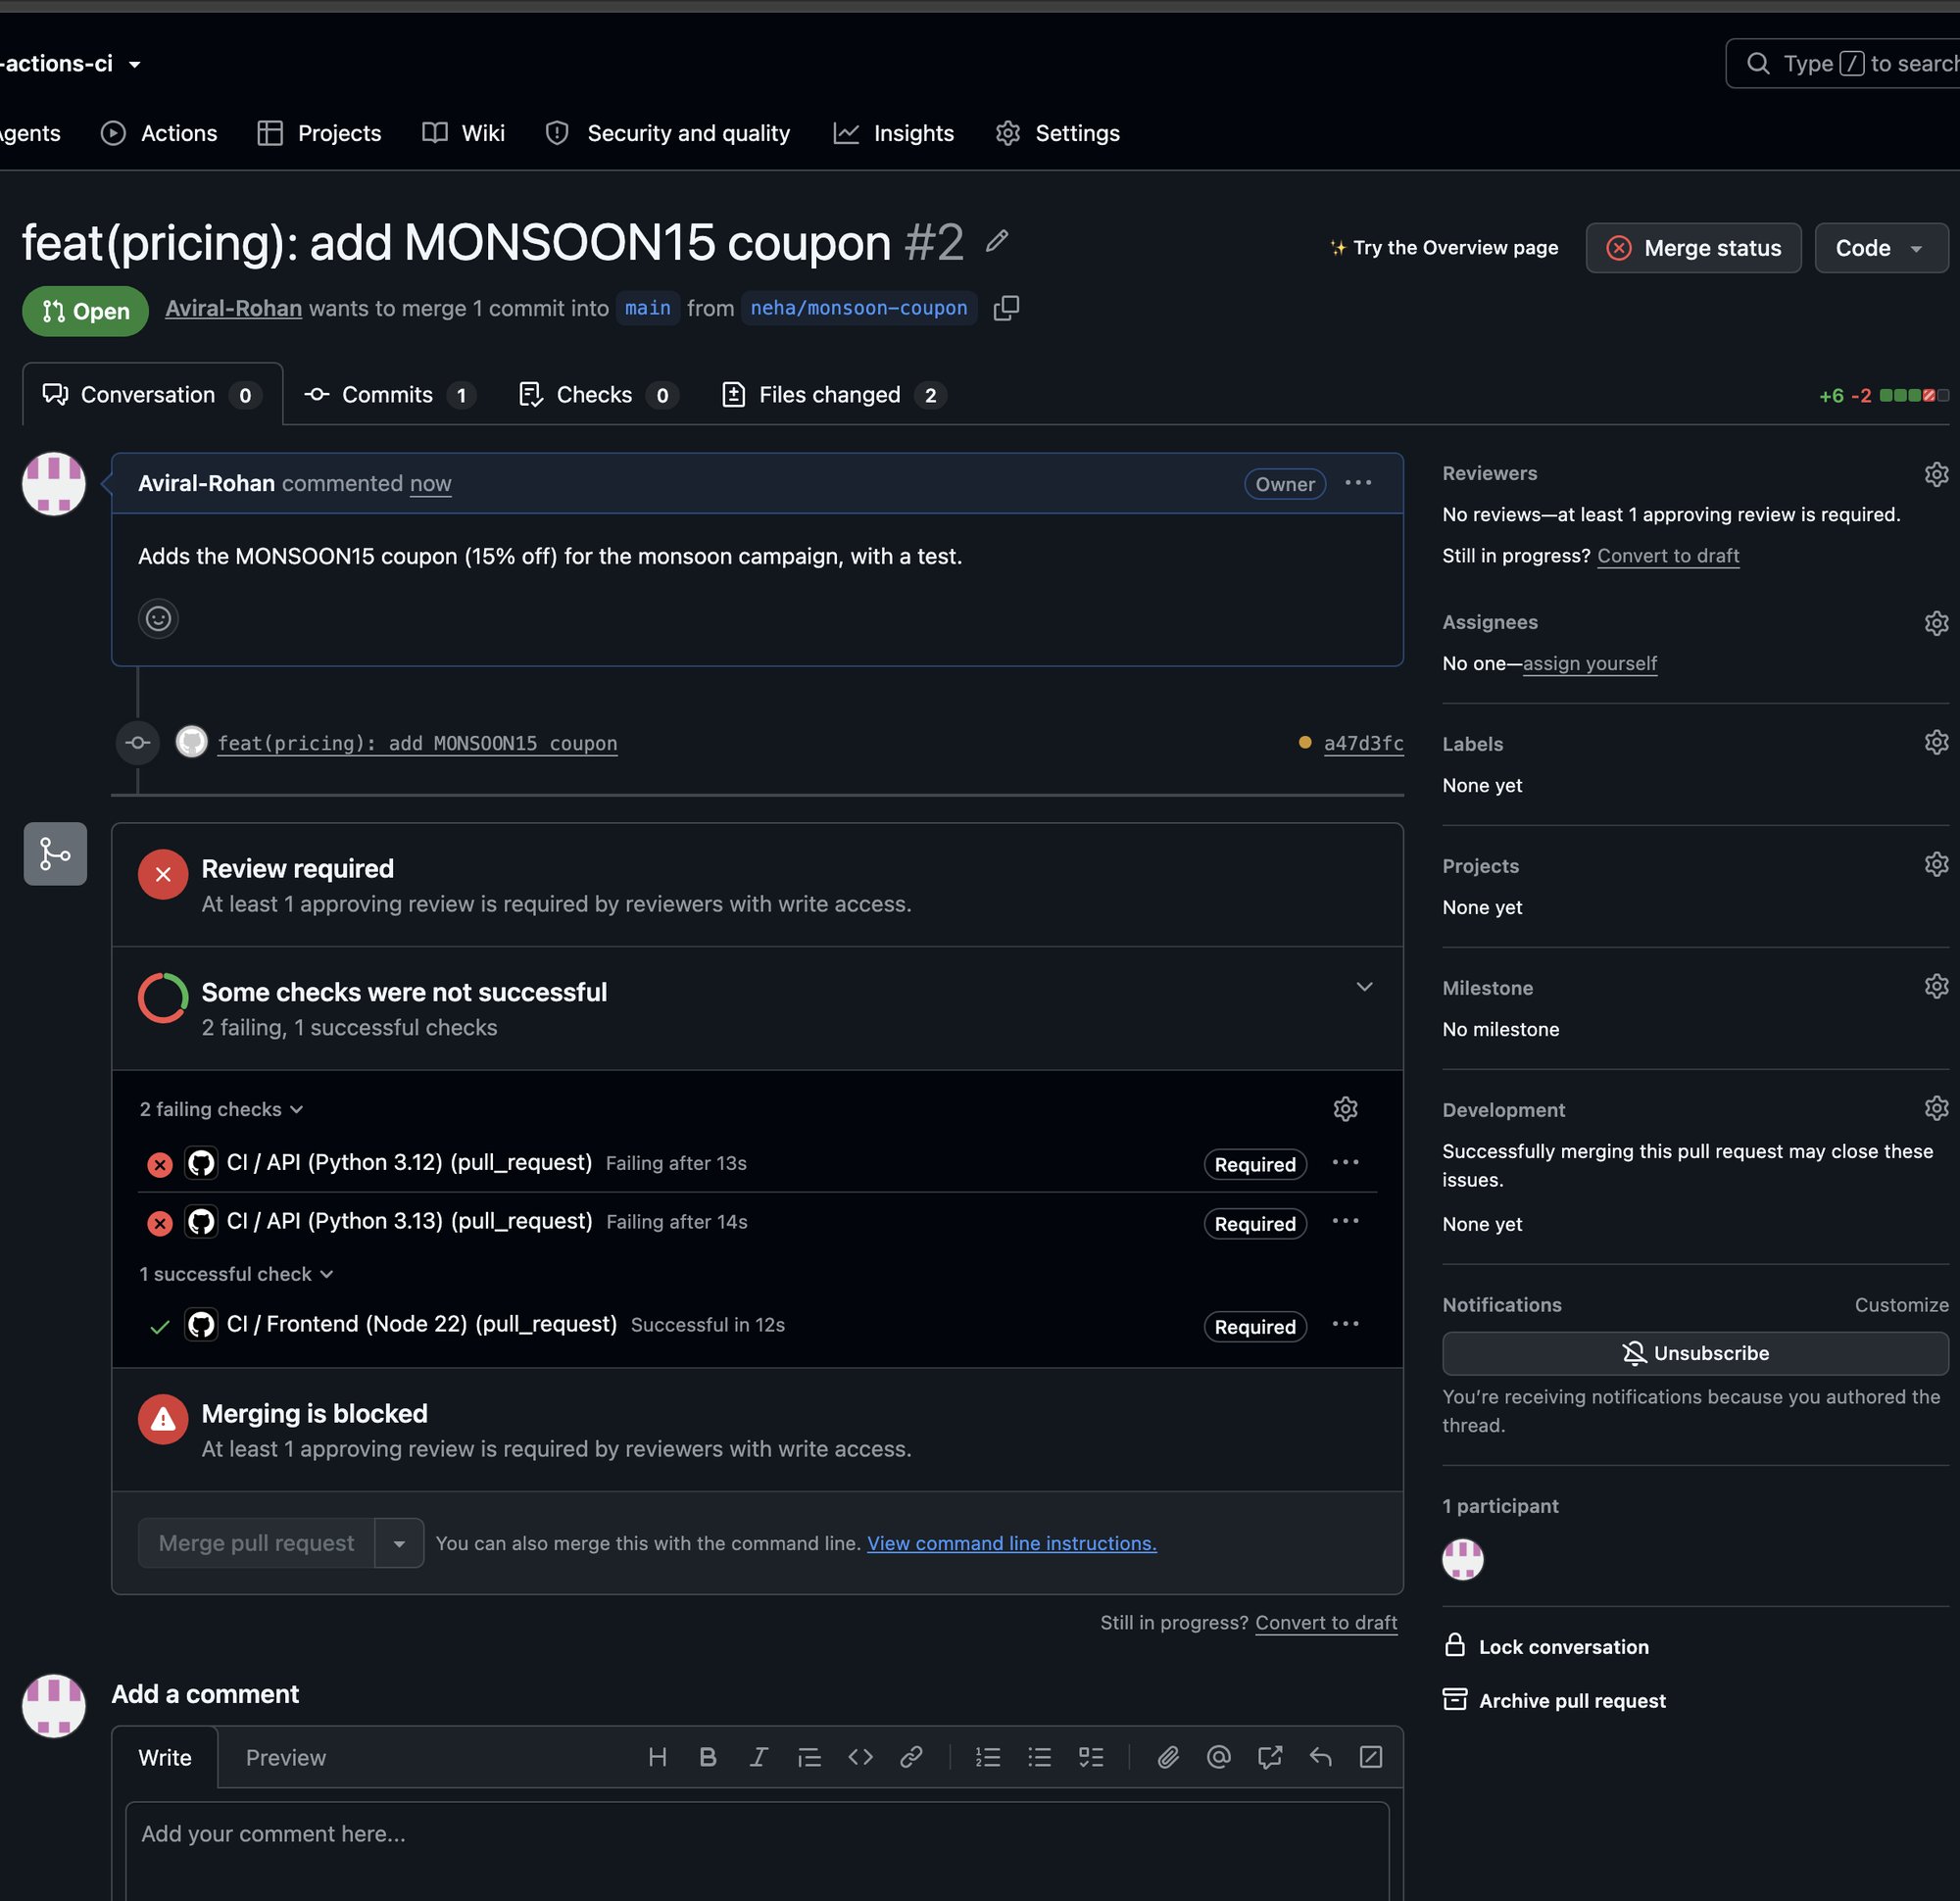 -actions-ci
Type / to search
Agents Actions Projects Wiki Security and quality Insights Settings
feat(pricing): add MONSOON15 coupon #2
Try the Overview page Merge status Code
Open Aviral-Rohan wants to merge 1 commit into main from neha/monsoon-coupon
Conversation 0 Commits 1 Checks 0 Files changed 2
+6 -2
Aviral-Rohan commented now Owner
Adds the MONSOON15 coupon (15% off) for the monsoon campaign, with a test.
feat(pricing): add MONSOON15 coupon a47d3fc
Review required
At least 1 approving review is required by reviewers with write access.
Some checks were not successful
2 failing, 1 successful checks
2 failing checks
CI / API (Python 3.12) (pull_request) Failing after 13s Required
CI / API (Python 3.13) (pull_request) Failing after 14s Required
1 successful check
CI / Frontend (Node 22) (pull_request) Successful in 12s Required
Merging is blocked
At least 1 approving review is required by reviewers with write access.
Merge pull request You can also merge this with the command line. View command line instructions.
Still in progress? Convert to draft
Add a comment
Write Preview
Add your comment here...
Reviewers
No reviews—at least 1 approving review is required.
Still in progress? Convert to draft
Assignees
No one—assign yourself
Labels
None yet
Projects
None yet
Milestone
No milestone
Development
Successfully merging this pull request may close these
issues.
None yet
Notifications Customize
Unsubscribe
You're receiving notifications because you authored the
thread.
1 participant
Lock conversation
Archive pull request